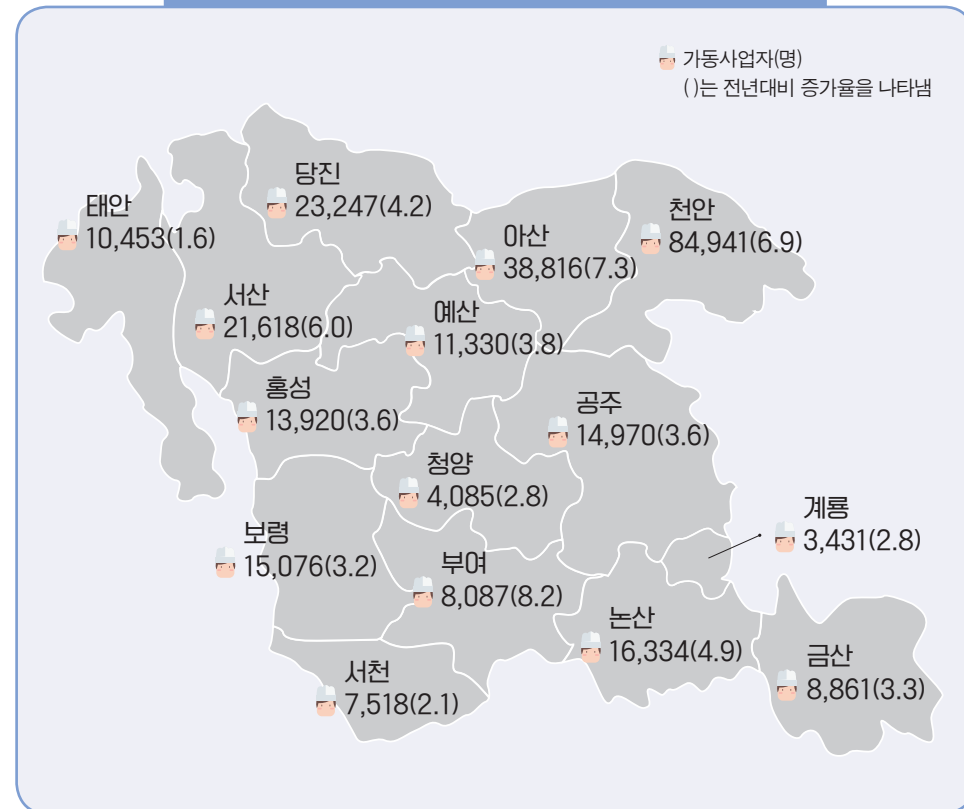 가동사업자(명)
( )는 전년대비 증가율을 나타냄
당진
23,247(4.2)
태안
10,453(1.6)
천안
84,941(6.9)
아산
38,816(7.3)
서산
21,618(6.0)
예산
11,330(3.8)
홍성
13,920(3.6)
공주
14,970(3.6)
청양
4,085(2.8)
계룡
3,431(2.8)
보령
15,076(3.2)
부여
8,087(8.2)
논산
16,334(4.9)
금산
8,861(3.3)
서천
7,518(2.1)